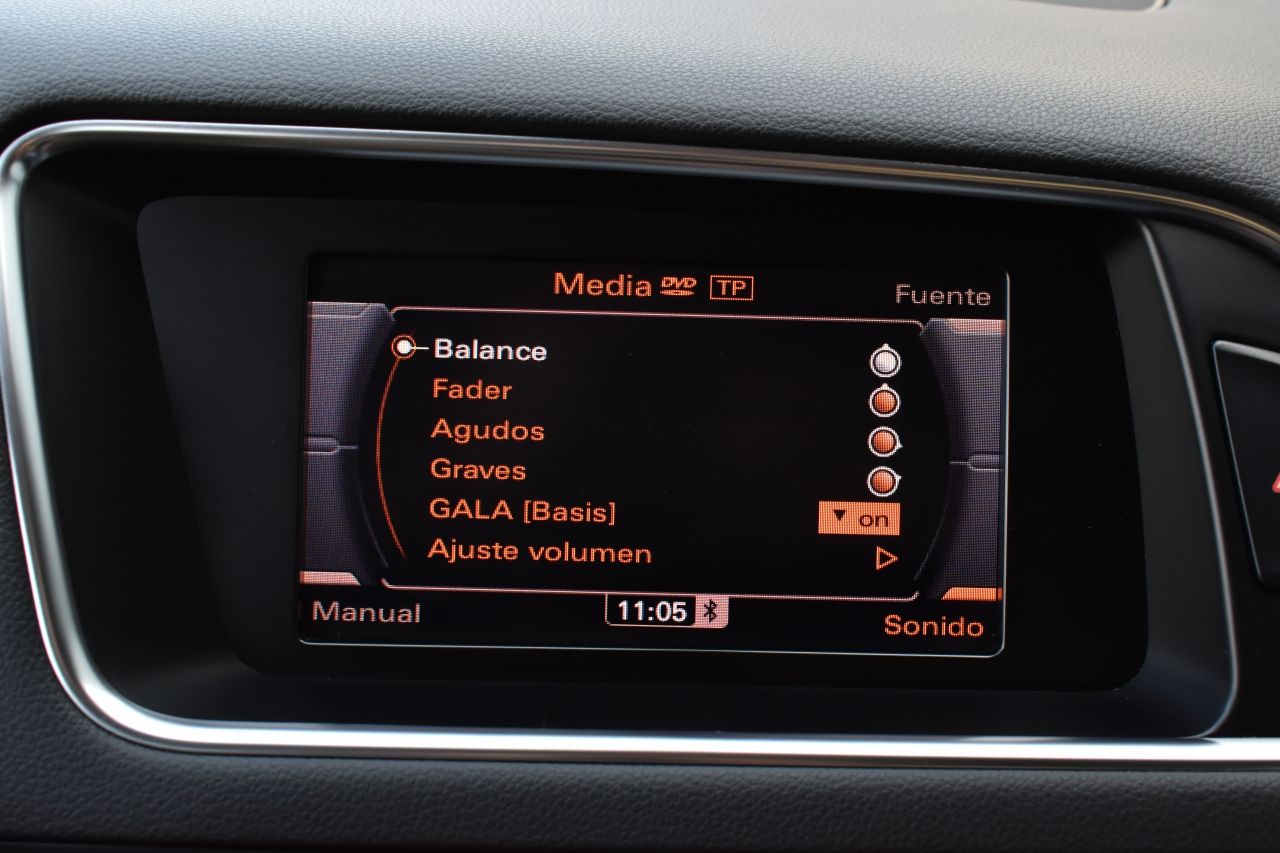 Media DVD TP
Fuente
Balance
Fader
Agudos
Graves
GALA [Basis] on
Ajuste volumen
Manual 11:05 Sonido